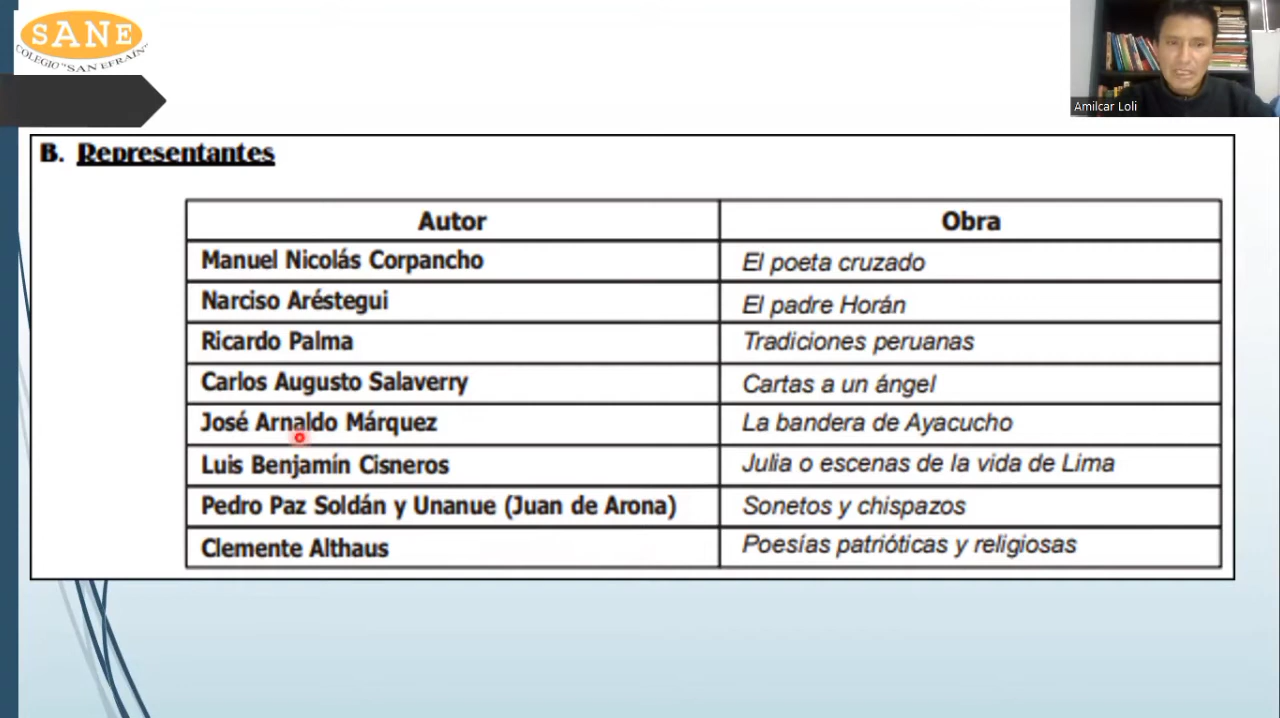 SANE
COLEGIO "SAN EFRAIN"
Amilcar Loli
B. Representantes
Autor Obra
Manuel Nicolás Corpancho El poeta cruzado
Narciso Aréstegui El padre Horán
Ricardo Palma Tradiciones peruanas
Carlos Augusto Salaverry Cartas a un ángel
José Arnaldo Márquez La bandera de Ayacucho
Luis Benjamín Cisneros Julia o escenas de la vida de Lima
Pedro Paz Soldán y Unanue (Juan de Arona) Sonetos y chispazos
Clemente Althaus Poesías patrióticas y religiosas